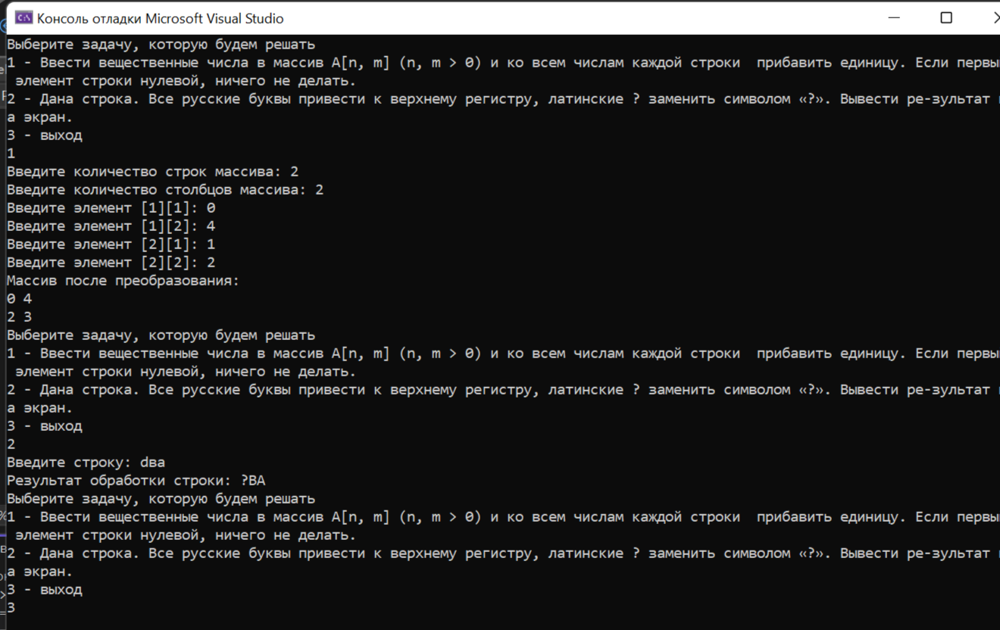 Консоль отладки Microsoft Visual Studio
Выберите задачу, которую будем решать
1 - Ввести вещественные числа в массив A[n, m] (n, m > 0) и ко всем числам каждой строки  прибавить единицу. Если первы
элемент строки нулевой, ничего не делать.
2 - Дана строка. Все русские буквы привести к верхнему регистру, латинские ? заменить символом «?». Вывести ре-зультат
а экран.
3 - выход
1
Введите количество строк массива: 2
Введите количество столбцов массива: 2
Введите элемент [1][1]: 0
Введите элемент [1][2]: 4
Введите элемент [2][1]: 1
Введите элемент [2][2]: 2
Массив после преобразования:
0 4
2 3
Выберите задачу, которую будем решать
1 - Ввести вещественные числа в массив A[n, m] (n, m > 0) и ко всем числам каждой строки  прибавить единицу. Если первы
элемент строки нулевой, ничего не делать.
2 - Дана строка. Все русские буквы привести к верхнему регистру, латинские ? заменить символом «?». Вывести ре-зультат
а экран.
3 - выход
2
Введите строку: dва
Результат обработки строки: ?ВА
Выберите задачу, которую будем решать
1 - Ввести вещественные числа в массив A[n, m] (n, m > 0) и ко всем числам каждой строки  прибавить единицу. Если первы
элемент строки нулевой, ничего не делать.
2 - Дана строка. Все русские буквы привести к верхнему регистру, латинские ? заменить символом «?». Вывести ре-зультат
а экран.
3 - выход
3